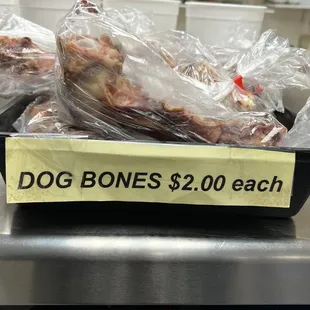 DOG BONES $2.00 each